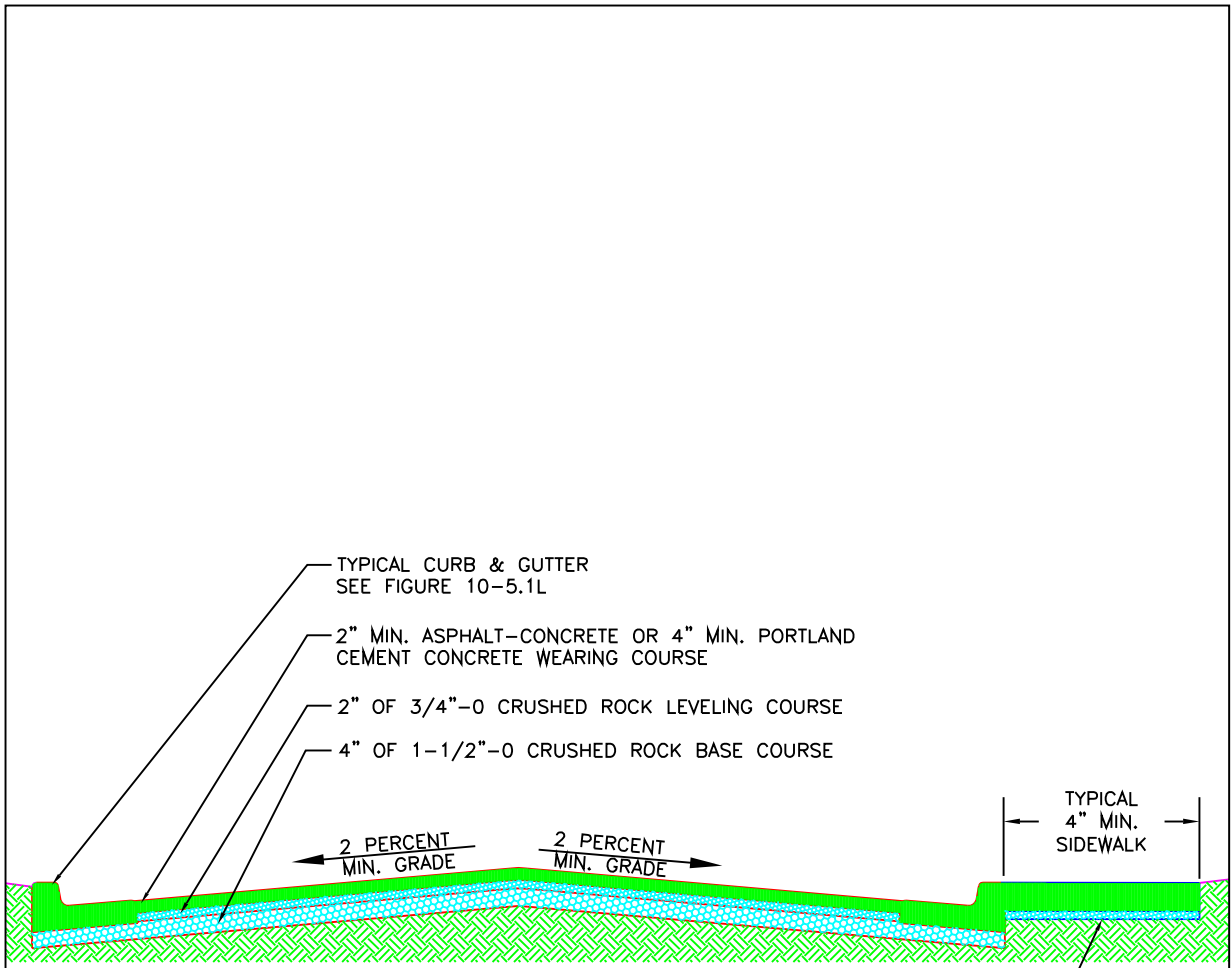 TYPICAL CURB & GUTTER
SEE FIGURE 10-5.1L
2" MIN. ASPHALT-CONCRETE OR 4" MIN. PORTLAND
CEMENT CONCRETE WEARING COURSE
2" OF 3/4"-0 CRUSHED ROCK LEVELING COURSE
4" OF 1-1/2"-0 CRUSHED ROCK BASE COURSE
2 PERCENT
MIN. GRADE
2 PERCENT
MIN. GRADE
TYPICAL
4" MIN.
SIDEWALK